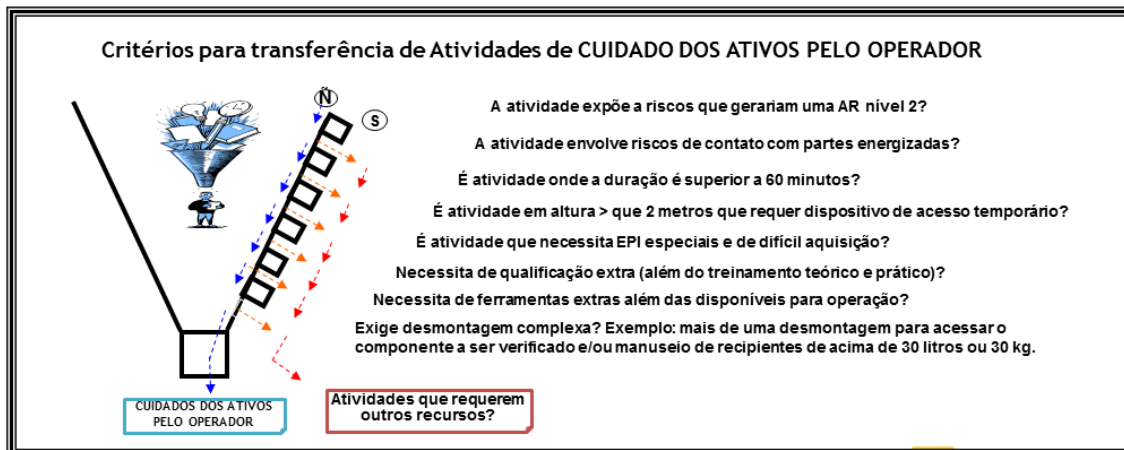 Critérios para transferência de Atividades de CUIDADO DOS ATIVOS PELO OPERADOR
Ñ
S
A atividade expõe a riscos que gerariam uma AR nível 2?
A atividade envolve riscos de contato com partes energizadas?
É atividade onde a duração é superior a 60 minutos?
É atividade em altura > que 2 metros que requer dispositivo de acesso temporário?
É atividade que necessita EPI especiais e de difícil aquisição?
Necessita de qualificação extra (além do treinamento teórico e prático)?
Necessita de ferramentas extras além das disponíveis para operação?
Exige desmontagem complexa? Exemplo: mais de uma desmontagem para acessar o
componente a ser verificado e/ou manuseio de recipientes de acima de 30 litros ou 30 kg.
CUIDADOS DOS ATIVOS
PELO OPERADOR
Atividades que requerem
outros recursos?